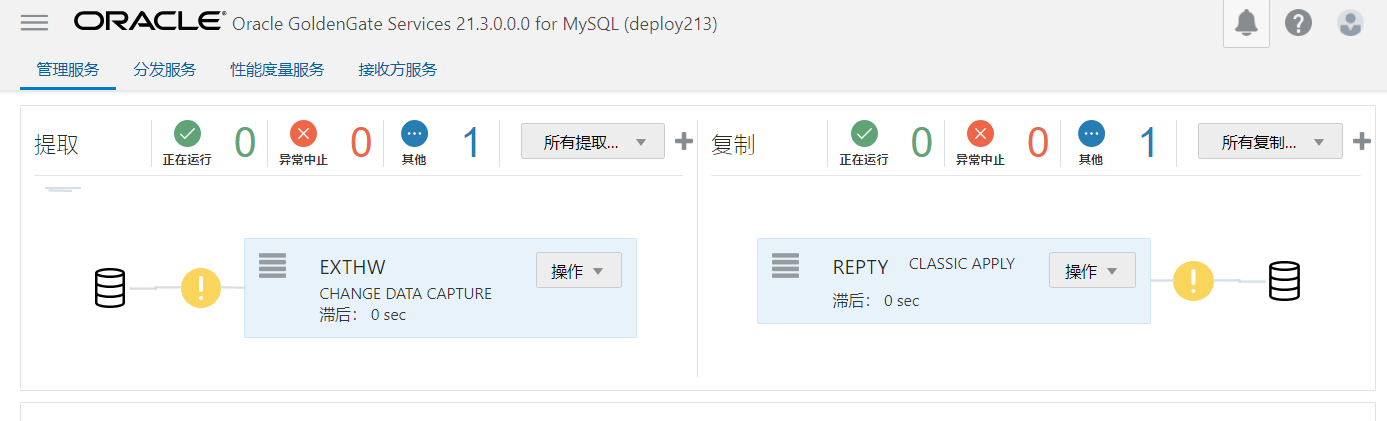 ORACLE® Oracle GoldenGate Services 21.3.0.0.0 for MySQL (deploy213)
管理服务 分发服务 性能度量服务 接收方服务
提取 正在运行 0 异常中止 0 其他 1 所有提取...
复制 正在运行 0 异常中止 0 其他 1 所有复制...
EXTHW 操作
CHANGE DATA CAPTURE
滞后： 0 sec
REPTY CLASSIC APPLY 操作
滞后： 0 sec